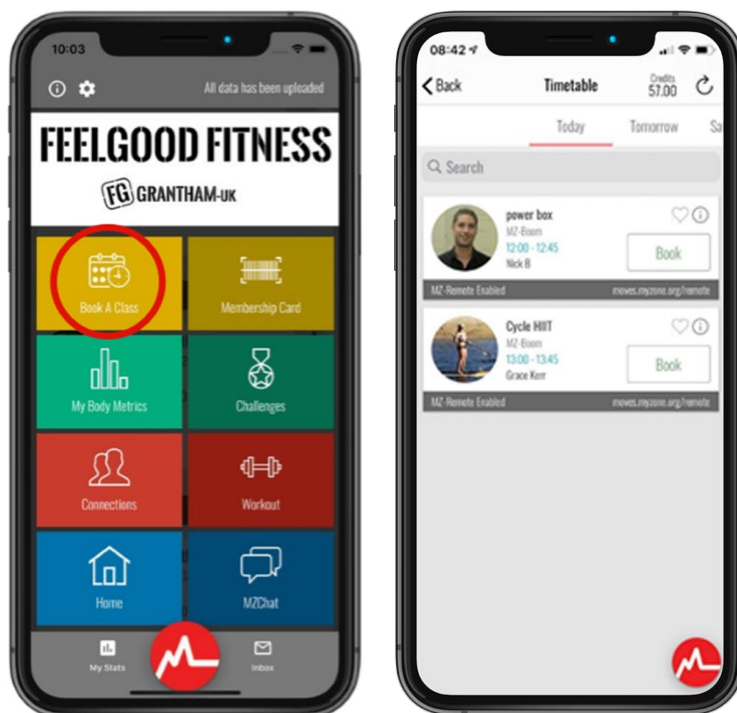 10:03
All data has been uploaded
FEELGOOD FITNESS
FG GRANTHAM-UK
Book A Class
Membership Card
My Body Metrics
Challenges
Connections
Workout
Home
MZChat
My Stats
Inbox
08:42
Back
Timetable
Credits
57.00
Today
Tomorrow
Sa
Search
power box
MZ-Boom
12:00 - 12:45
Nick B
Book
MZ-Remote Enabled
moves.myzone.org/remote
Cycle HIIT
MZ-Boom
13:00 - 13:45
Grace Kerr
Book
MZ-Remote Enabled
moves.myzone.org/remote